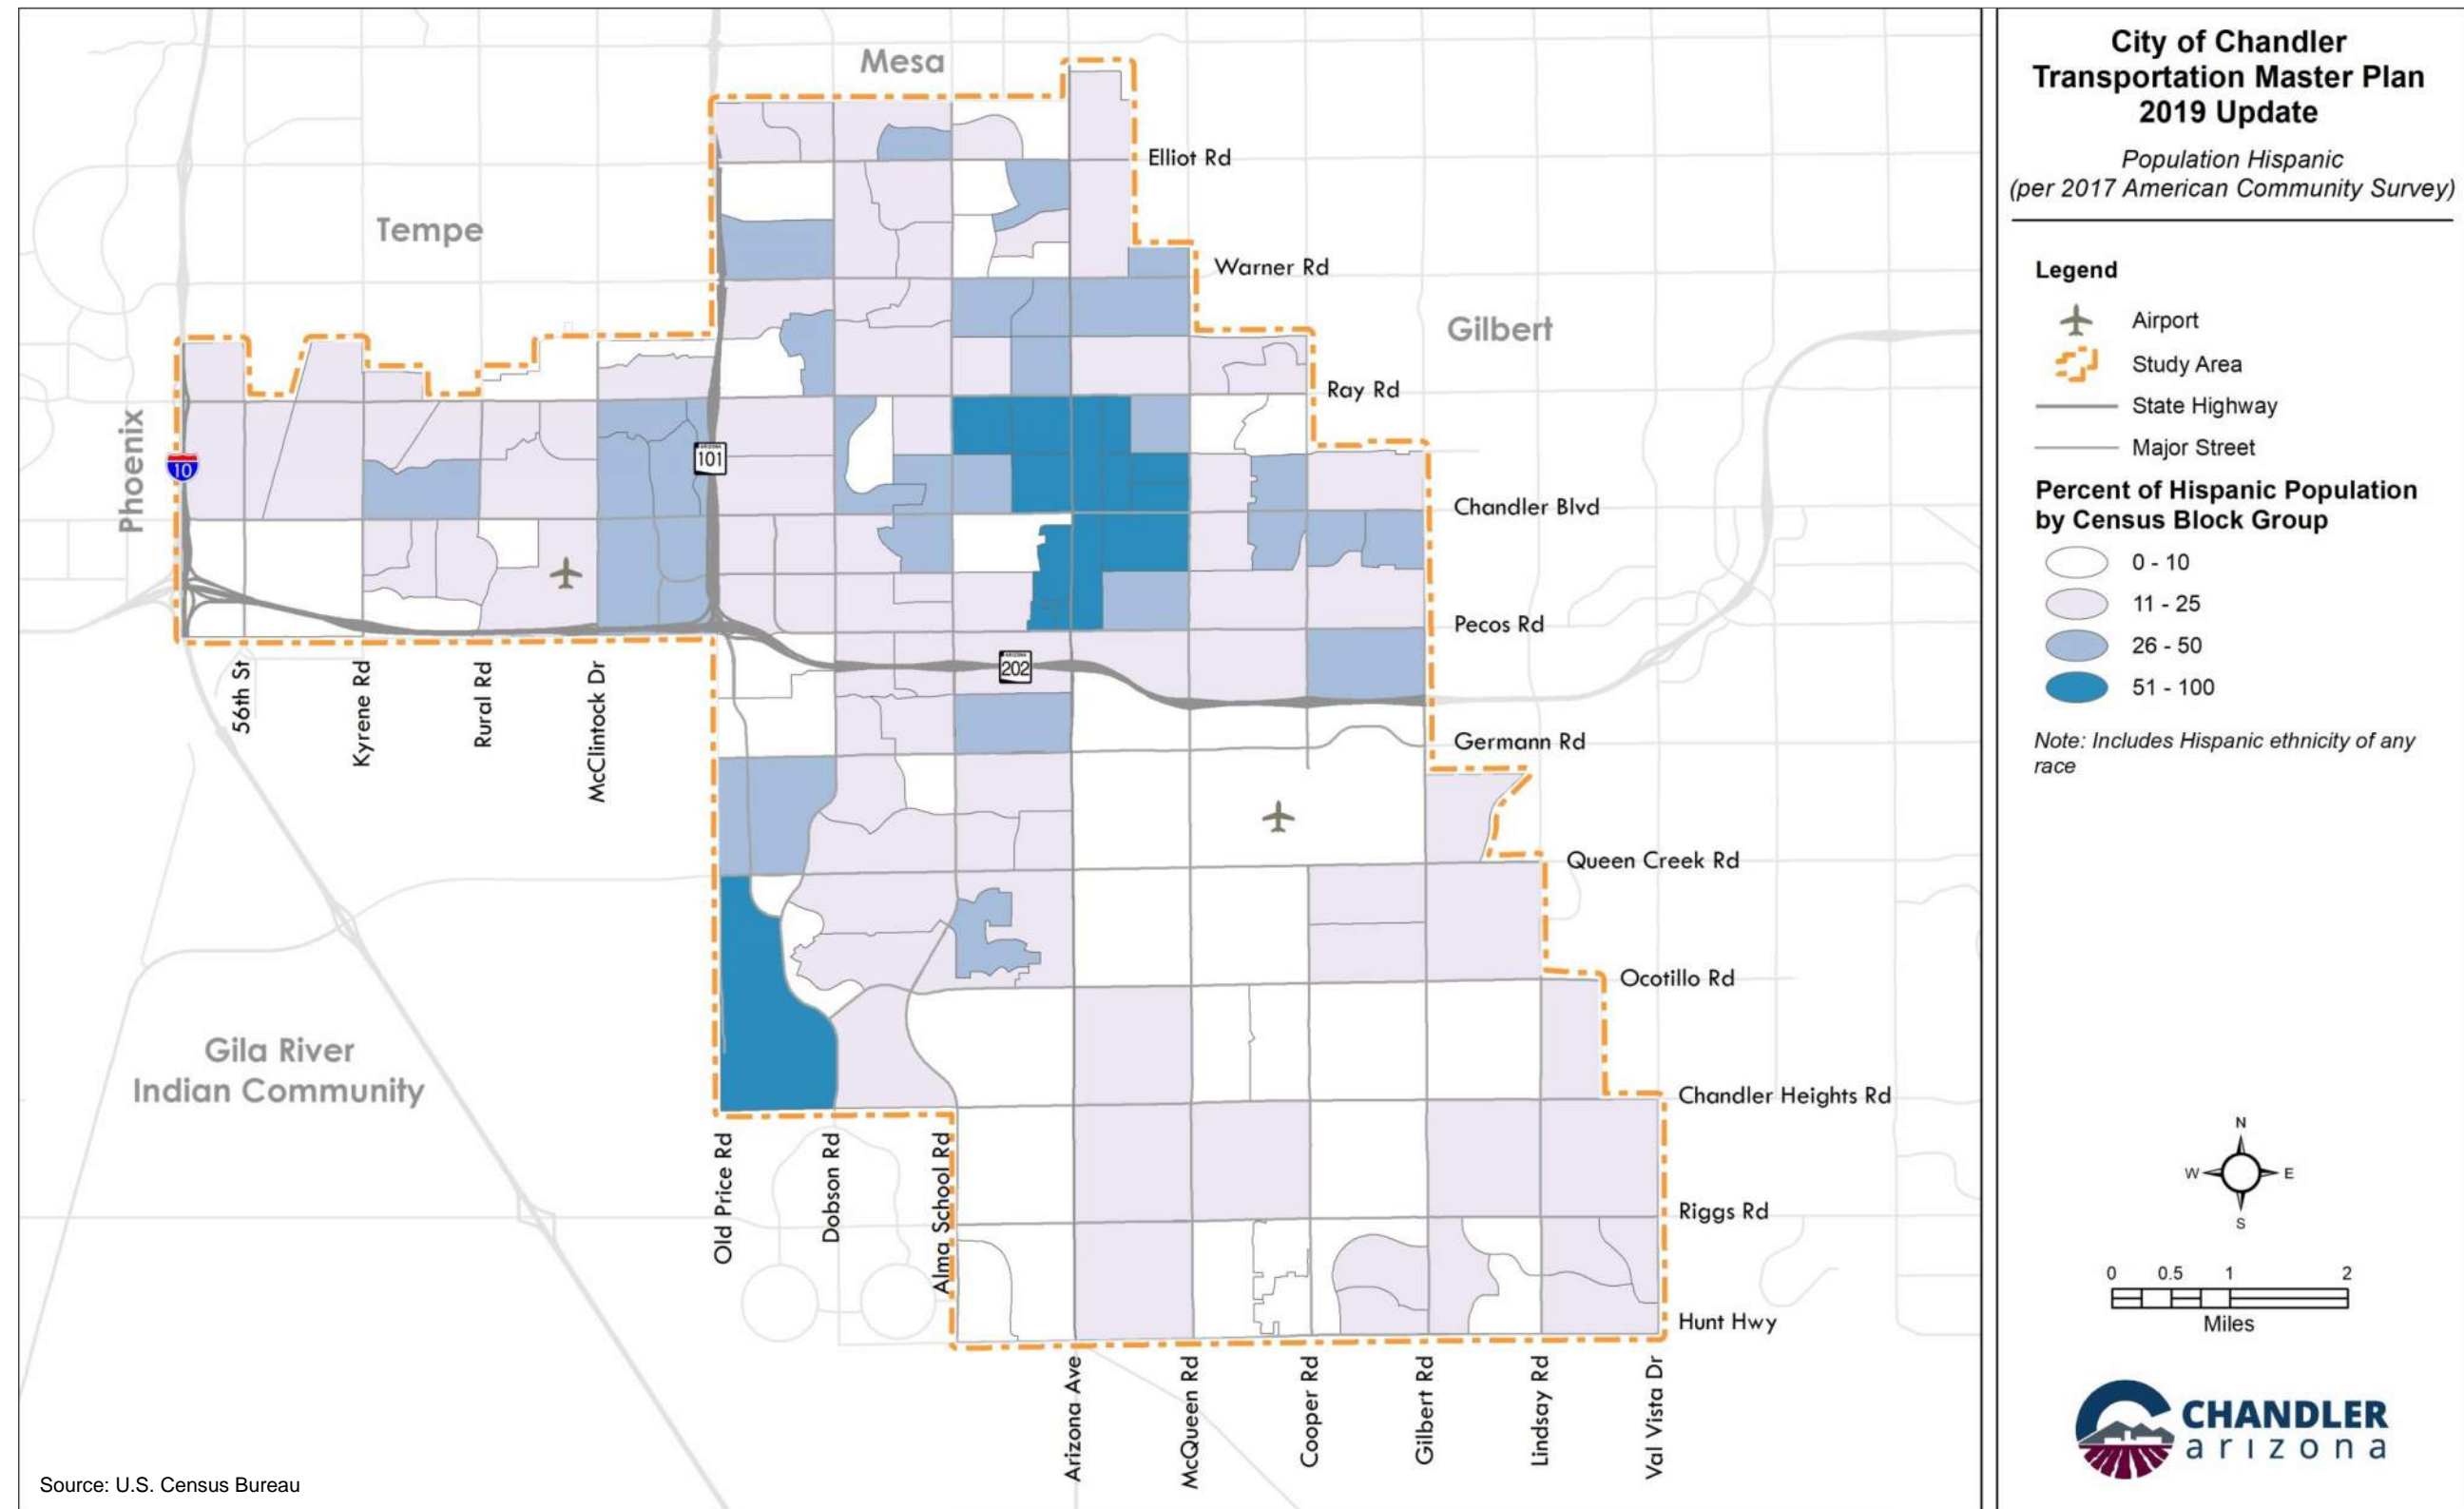 City of Chandler
Transportation Master Plan
2019 Update
Population Hispanic
(per 2017 American Community Survey)
Legend
Airport
Study Area
State Highway
Major Street
Percent of Hispanic Population
by Census Block Group
0 - 10
11 - 25
26 - 50
51 - 100
Note: Includes Hispanic ethnicity of any
race
N
W E
S
0 0.5 1 2
Miles
CHANDLER
arizona
Mesa
Tempe
Gilbert
Phoenix
Gila River
Indian Community
Elliot Rd
Warner Rd
Ray Rd
Chandler Blvd
Pecos Rd
Germann Rd
Queen Creek Rd
Ocotillo Rd
Chandler Heights Rd
Riggs Rd
Hunt Hwy
10
ARIZONA
101
ARIZONA
202
56th St
Kyrene Rd
Rural Rd
McClintock Dr
Old Price Rd
Dobson Rd
Alma School Rd
Arizona Ave
McQueen Rd
Cooper Rd
Gilbert Rd
Lindsay Rd
Val Vista Dr
Source: U.S. Census Bureau